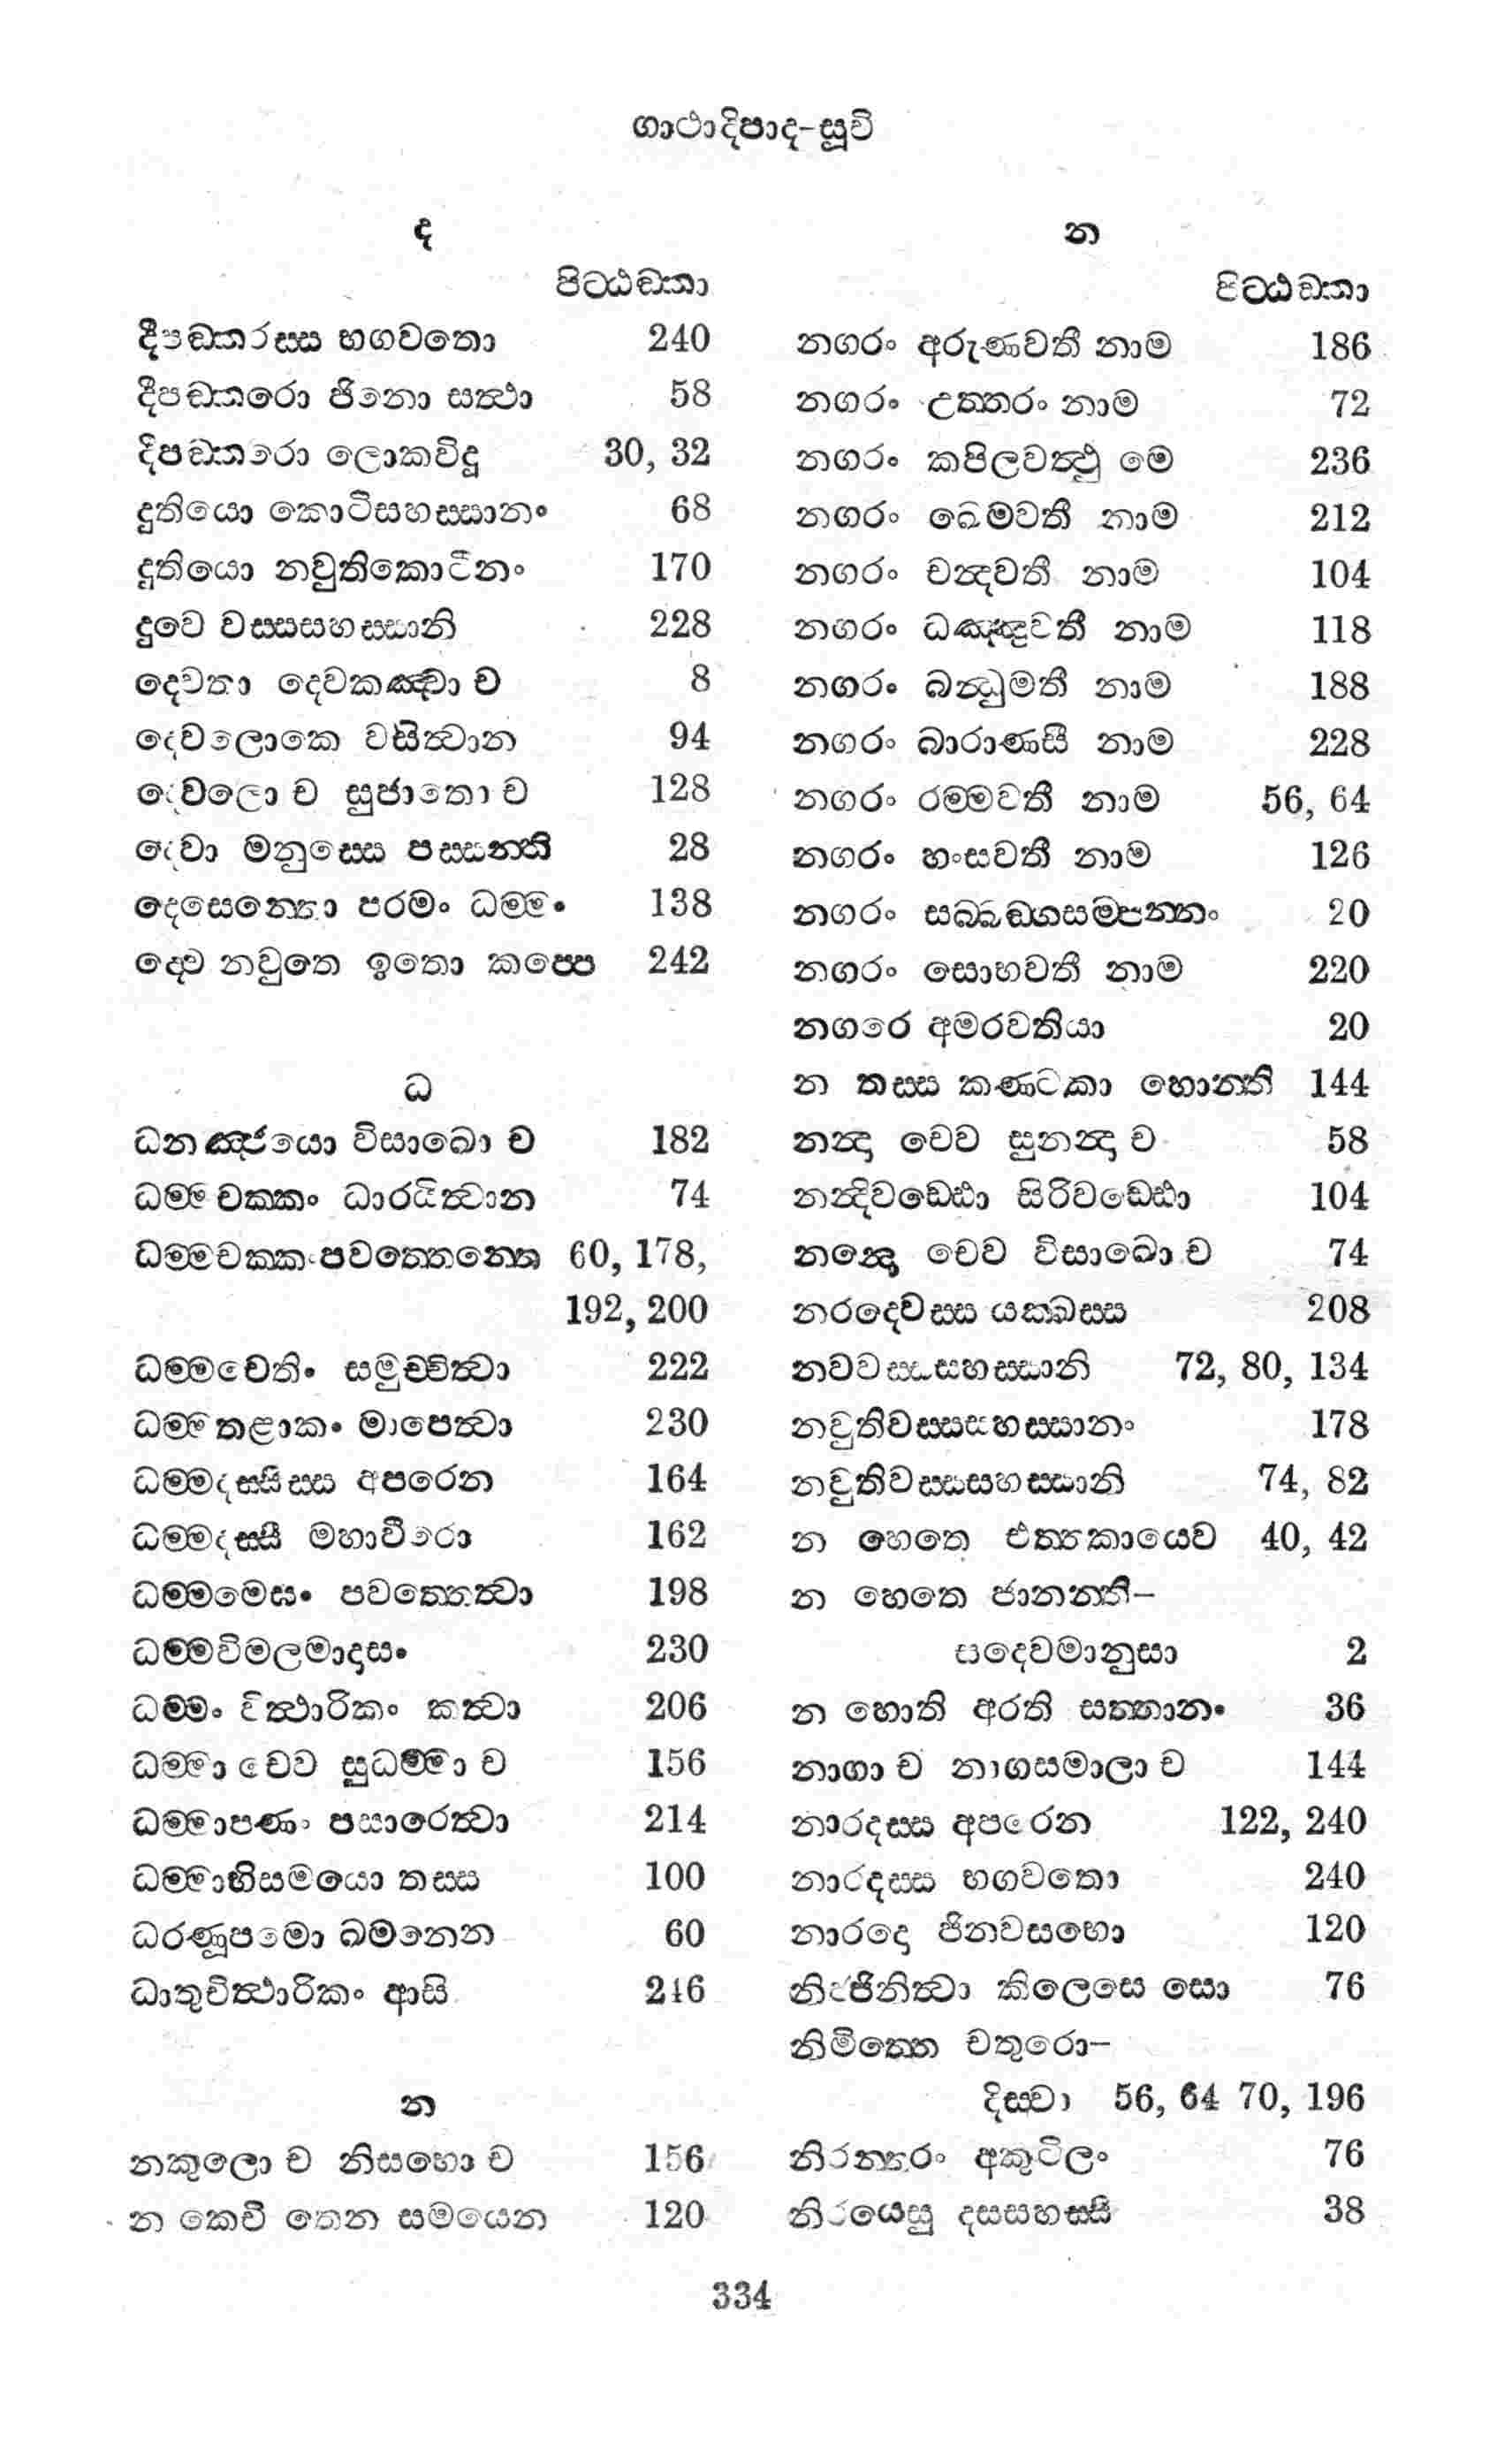 ගාථාදිපාද-සූචි
ද
පිට්ඨඞ්කා
දීපඞ්කරස්ස භගවතො 240
දීපඞ්කරො ජිනො සත්ථා 58
දිපඞ්කරො ලොකවිදූ 30, 32
දුතියො කොටිසහස්සානං 68
දුතියො නවුතිකොටීනං 170
දුවෙ වස්සසහස්සානි 228
දෙවතා දෙවකඤ්ඤා ච 8
දෙවලොකෙ වසිත්වාන 94
දෙවලො ච සුජාතො ච 128
දෙවා මනුස්සෙ පස්සන්ති 28
දෙසෙන්තො පරමං ධම්මං 138
ද්වෙ නවුතෙ ඉතො කප්පෙ 242
ධ
ධනඤ්ජයො විසාඛො ච 182
ධම්මචක්කං ධාරයිත්වාන 74
ධම්මචක්කංපවත්තෙන්තෙ 60, 178,
192, 200
ධම්මචෙතිං සමුච්චිත්වා 222
ධම්මතළාකං මාපෙත්වා 230
ධම්මදස්සිස්ස අපරෙන 164
ධම්මදස්සී මහාවීරො 162
ධම්මමෙඝං පවත්තෙත්වා 198
ධම්මවිමලමාදාසං 230
ධම්මං විත්ථාරිකං කත්වා 206
ධම්මා චෙව සුධම්මා ච 156
ධම්මාපණං පසාරෙත්වා 214
ධම්මාභිසමයො තස්ස 100
ධරණූපමො ඛමනෙන 60
ධාතුවිත්ථාරිකං ආසි 246
න
නකුලො ච නිසභො ච 156
න කෙචි තෙන සමයෙන 120
න
පිට්ඨඞ්කා
නගරං අරුණවතී නාම 186
නගරං උත්තරං නාම 72
නගරං කපිලවත්ථු මෙ 236
නගරං ඛෙමවතී නාම 212
නගරං චන්දවතී නාම 104
නගරං ධඤ්ඤවතී නාම 118
නගරං බන්ධුමතී නාම 188
නගරං බාරාණසී නාම 228
නගරං රම්මවතී නාම 56, 64
නගරං හංසවතී නාම 126
නගරං සබ්බඞ්ගසම්පන්නං 20
නගරං සොභවතී නාම 220
නගරෙ අමරවතියා 20
න තස්ස කණ්ටකා හොන්ති 144
නන්දා චෙව සුනන්දා ච 58
නන්දිවඩ්ඪො සිරිවඩ්ඪො 104
නන්දො චෙව විසාඛො ච 74
නරදෙවස්ස යක්ඛස්ස 208
නවවස්සසහස්සානි 72, 80, 134
නවුතිවස්සසහස්සානං 178
නවුතිවස්සසහස්සානි 74, 82
න හෙතෙ එත්තකායෙව 40, 42
න හෙතෙ ජානන්ති-
සදෙවමානුසා 2
න හොති අරති සත්තානං 36
නාගා ච නාගසමාලා ච 144
නාරදස්ස අපරෙන 122, 240
නාරදස්ස භගවතො 240
නාරදො ජිනවසභො 120
නිජ්ජිනිත්වා කිලෙසෙ සො 76
නිමිත්තෙ චතුරො-
දිස්වා 56, 64 70, 196
නිරන්තරං අකුටිලං 76
නිරයෙසු දසසහස්සී 38
334